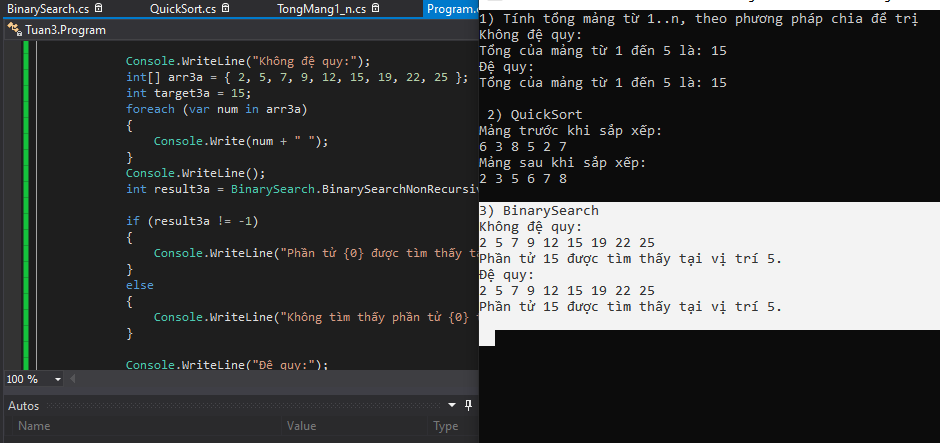 BinarySearch.cs
QuickSort.cs
TongMang1_n.cs
Program.c
Tuan3.Program
Console.WriteLine("Không đệ quy:");
int[] arr3a = { 2, 5, 7, 9, 12, 15, 19, 22, 25 };
int target3a = 15;
foreach (var num in arr3a)
{
Console.Write(num + " ");
}
Console.WriteLine();
int result3a = BinarySearch.BinarySearchNonRecursiv
if (result3a != -1)
{
Console.WriteLine("Phần tử {0} được tìm thấy t
}
else
{
Console.WriteLine("Không tìm thấy phần tử {0} t
}
Console.WriteLine("Đệ quy:");
100 %
Autos
Name
Value
Type
1) Tính tổng mảng từ 1..n, theo phương pháp chia để trị
Không đệ quy:
Tổng của mảng từ 1 đến 5 là: 15
Đệ quy:
Tổng của mảng từ 1 đến 5 là: 15
2) QuickSort
Mảng trước khi sắp xếp:
6 3 8 5 2 7
Mảng sau khi sắp xếp:
2 3 5 6 7 8
3) BinarySearch
Không đệ quy:
2 5 7 9 12 15 19 22 25
Phần tử 15 được tìm thấy tại vị trí 5.
Đệ quy:
2 5 7 9 12 15 19 22 25
Phần tử 15 được tìm thấy tại vị trí 5.